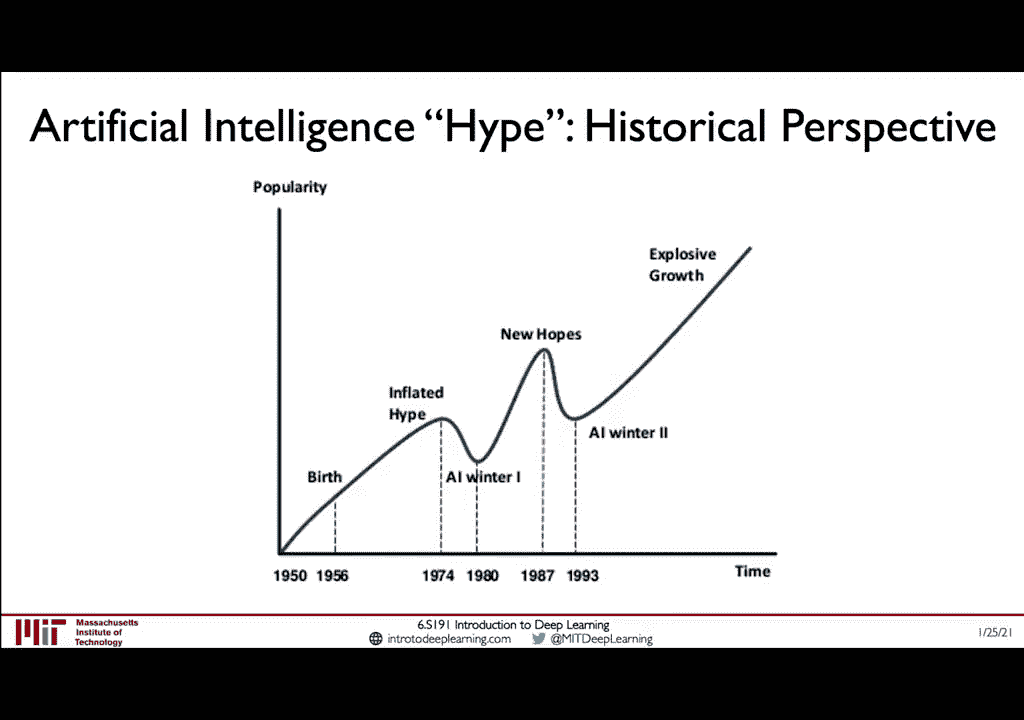 Artificial Intelligence “Hype”: Historical Perspective
Popularity
Explosive
Growth
New Hopes
Inflated
Hype
AI winter II
Birth
AI winter I
1950 1956 1974 1980 1987 1993
Time
MIT
Massachusetts
Institute of
Technology
6.S191 Introduction to Deep Learning
introtodeeplearning.com @MITDeepLearning
1/25/21